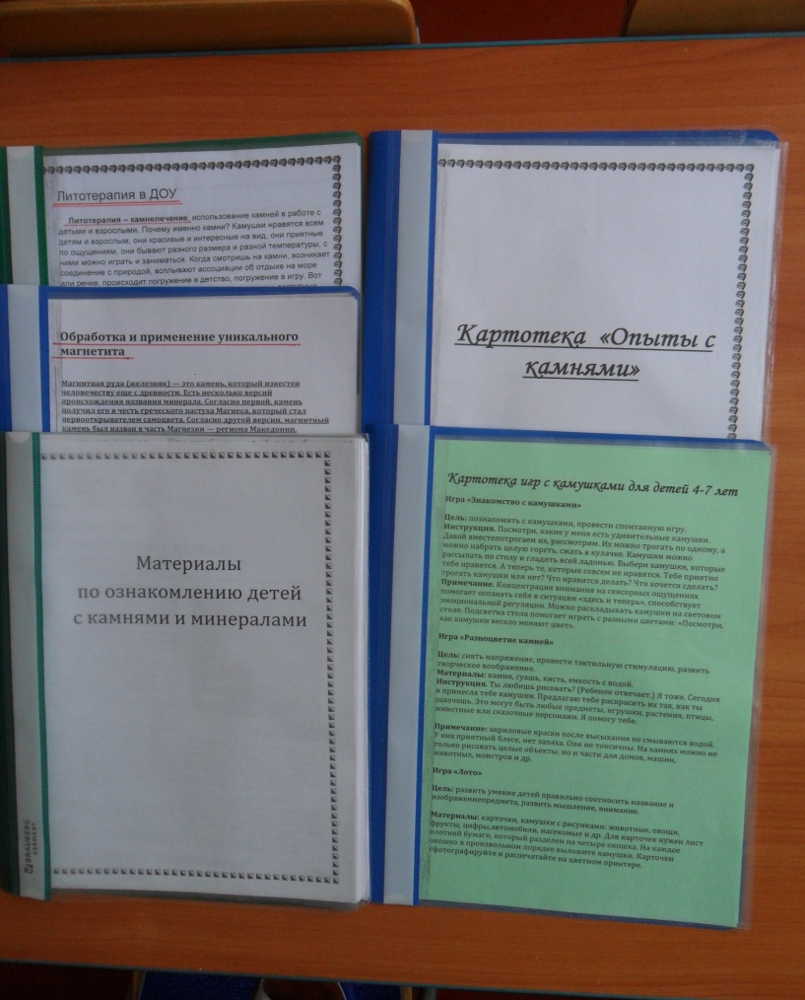 Литотерапия в ДОУ
Литотерапия – камнелечение, использование камней в работе с
детьми и взрослыми. Почему именно камни? Камушки нравятся всем
детям и взрослым, они красивые и интересные на вид, они приятные
по ощущениям, они бывают разного размера и разной температуры, с
ними можно играть и заниматься. Когда смотришь на камни, возникает
соединение с природой, всплывают ассоциации об отдыхе на море
или речке, происходит погружение в детство, погружение в игру. Вот
Обработка и применение уникального
магнетита
Магнитная руда (железняк) — это камень, который известен
человечеству еще с древности. Есть несколько версий
происхождения названия минерала. Согласно первой, камень
получил его в честь греческого пастуха Магнеса, который стал
первооткрывателем самоцвета. Согласно другой версии, магнитный
камень был назван в часть Магнезии — региона Македонии.
Материалы
по ознакомлению детей
с камнями и минералами
BRAUBERG
GERMANY
Картотека «Опыты с
камнями»
Картотека игр с камушками для детей 4-7 лет
Игра «Знакомство с камушками»
Цель: познакомить с камушками, провести спонтанную игру.
Инструкция. Посмотри, какие у меня есть удивительные камушки.
Давай вместепотрогаем их, рассмотрим. Их можно трогать по одному, а
можно набрать целую горсть, сжать в кулачке. Камушки можно
рассыпать по столу и гладить всей ладонью. Выбери камушки, которые
тебе нравятся. А теперь те, которые совсем не нравятся. Тебе приятно
трогать камушки или нет? Что нравится делать? Что хочется сделать?
Примечание. Концентрация внимания на сенсорных ощущениях
помогает осознать себя в ситуации «здесь и теперь», способствует
эмоциональной регуляции. Можно раскладывать камушки на световом
столе. Подсветка стола помогает играть с разными цветами: «Посмотри,
как камушки весело меняют цвет».
Игра «Разноцветие камней»
Цель: снять напряжение, провести тактильную стимуляцию, развить
творческое воображение.
Материалы: камни, гуашь, кисть, емкость с водой.
Инструкция. Ты любишь рисовать? (Ребенок отвечает.) Я тоже. Сегодня
я принесла тебе камушки. Предлагаю тебе раскрасить их так, как ты
захочешь. Это могут быть любые предметы, игрушки, растения, птицы,
животные или сказочные персонажи. Я помогу тебе.
Примечание: акриловые краски после высыхания не смываются водой.
У них приятный блеск, нет запаха. Они не токсичны. На камнях можно не
только рисовать целые объекты, но и части для домов, машин,
животных, монстров и др.
Игра «Лото»
Цель: развить умение детей правильно соотносить название и
изображениепредмета, развить мышление, внимание.
Материалы: карточки, камушки с рисунками: животные, овощи,
фрукты, цифры,автомобили, насекомые и др. Для карточек нужен лист
плотной бумаги, который разделен на четыре окошка. На каждое
окошко в произвольном порядке выложите камушки. Карточки
сфотографируйте и распечатайте на цветном принтере.